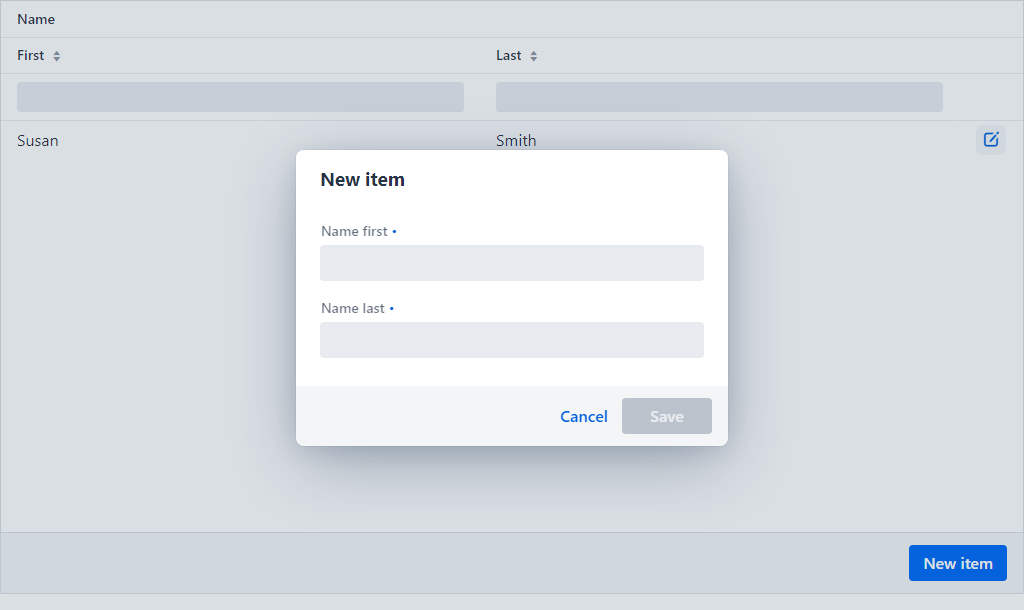 Name
First Last
Susan Smith
New item
Name first •
Name last •
Cancel Save
New item